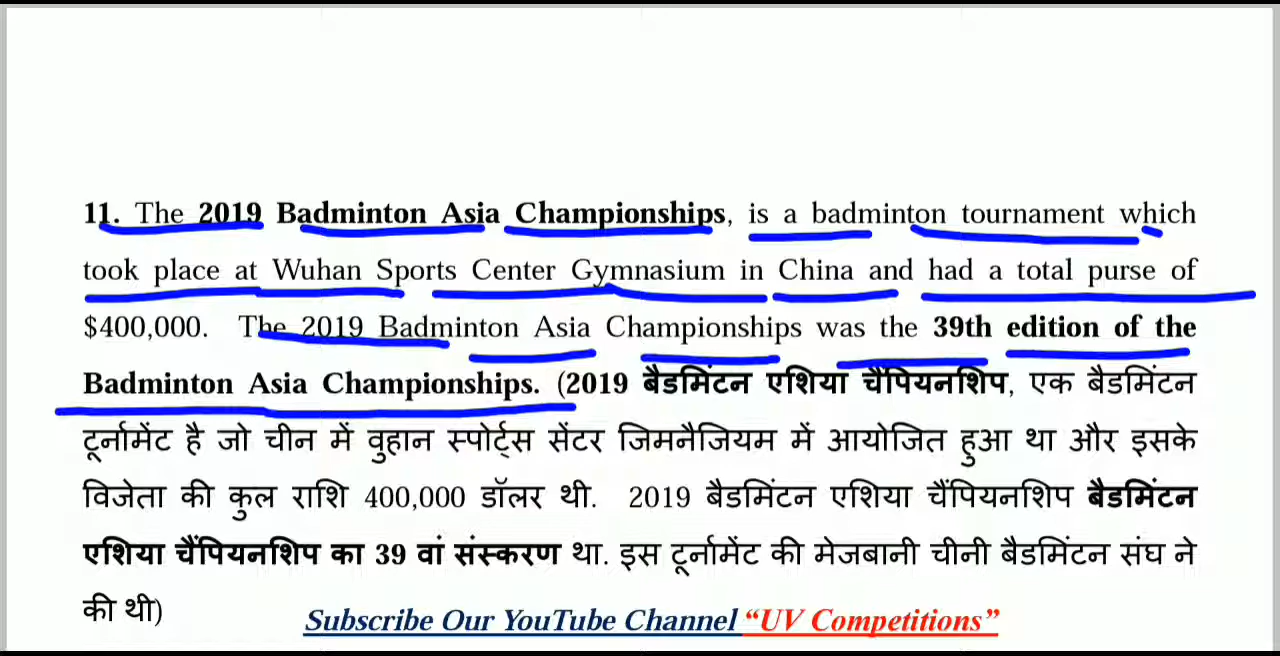 11. The 2019 Badminton Asia Championships, is a badminton tournament which
took place at Wuhan Sports Center Gymnasium in China and had a total purse of
$400,000. The 2019 Badminton Asia Championships was the 39th edition of the
Badminton Asia Championships. (2019 बैडमिंटन एशिया चैंपियनशिप, एक बैडमिंटन
टूर्नामेंट है जो चीन में वुहान स्पोर्ट्स सेंटर जिमनैजियम में आयोजित हुआ था और इसके
विजेता की कुल राशि 400,000 डॉलर थी. 2019 बैडमिंटन एशिया चैंपियनशिप बैडमिंटन
एशिया चैंपियनशिप का 39 वां संस्करण था. इस टूर्नामेंट की मेजबानी चीनी बैडमिंटन संघ ने
की थी)
Subscribe Our YouTube Channel “UV Competitions”